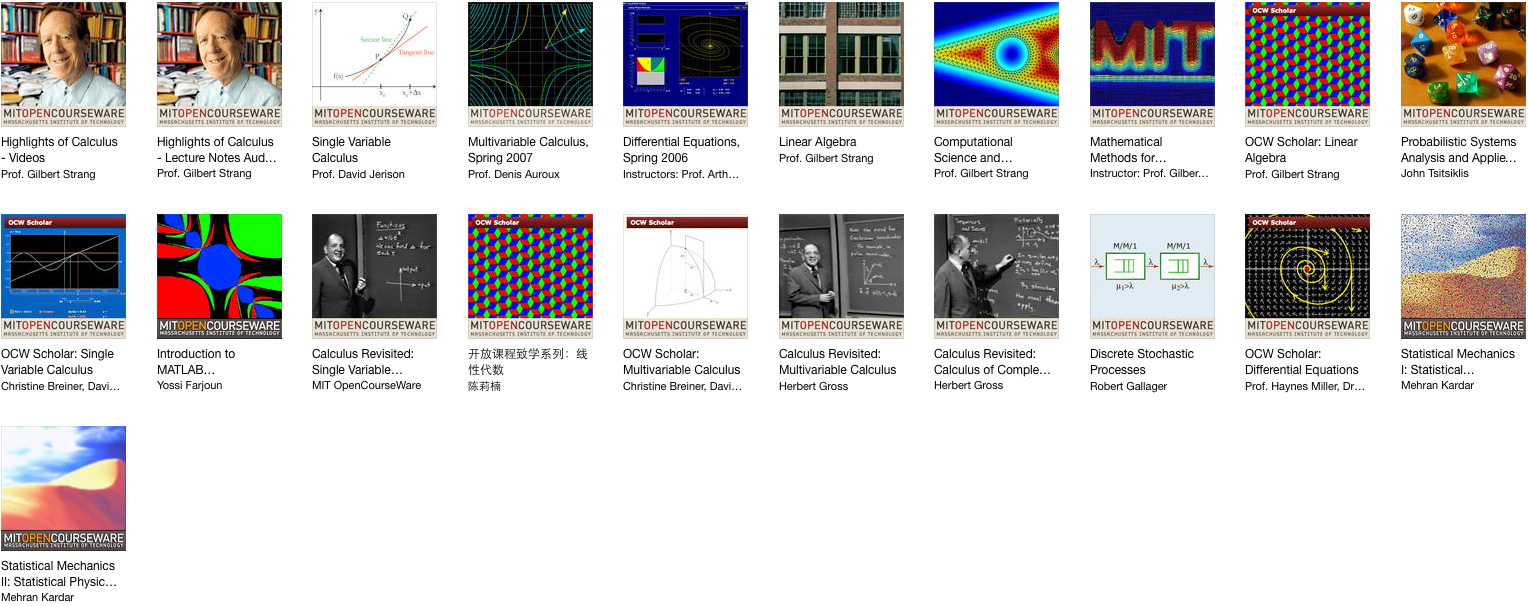 MITOPENCOURSEWARE
MASSACHUSETTS INSTITUTE OF TECHNOLOGY
Highlights of Calculus
- Videos
Prof. Gilbert Strang
MITOPENCOURSEWARE
MASSACHUSETTS INSTITUTE OF TECHNOLOGY
Highlights of Calculus
- Lecture Notes Aud…
Prof. Gilbert Strang
y
Q
Secant line
P
Tangent line
f(x)
x₀
x₀+Δx
MITOPENCOURSEWARE
MASSACHUSETTS INSTITUTE OF TECHNOLOGY
Single Variable
Calculus
Prof. David Jerison
MITOPENCOURSEWARE
MASSACHUSETTS INSTITUTE OF TECHNOLOGY
Multivariable Calculus,
Spring 2007
Prof. Denis Auroux
MITOPENCOURSEWARE
MASSACHUSETTS INSTITUTE OF TECHNOLOGY
Differential Equations,
Spring 2006
Instructors: Prof. Arth…
MITOPENCOURSEWARE
MASSACHUSETTS INSTITUTE OF TECHNOLOGY
Linear Algebra
Prof. Gilbert Strang
MITOPENCOURSEWARE
MASSACHUSETTS INSTITUTE OF TECHNOLOGY
Computational
Science and…
Prof. Gilbert Strang
MIT
MITOPENCOURSEWARE
MASSACHUSETTS INSTITUTE OF TECHNOLOGY
Mathematical
Methods for…
Instructor: Prof. Gilber…
OCW Scholar
MITOPENCOURSEWARE
MASSACHUSETTS INSTITUTE OF TECHNOLOGY
OCW Scholar: Linear
Algebra
Prof. Gilbert Strang
MITOPENCOURSEWARE
MASSACHUSETTS INSTITUTE OF TECHNOLOGY
Probabilistic Systems
Analysis and Applie…
John Tsitsiklis
OCW Scholar
MITOPENCOURSEWARE
MASSACHUSETTS INSTITUTE OF TECHNOLOGY
OCW Scholar: Single
Variable Calculus
Christine Breiner, Davi…
MITOPENCOURSEWARE
MASSACHUSETTS INSTITUTE OF TECHNOLOGY
Introduction to
MATLAB…
Yossi Farjoun
Functions
output
input
MITOPENCOURSEWARE
MASSACHUSETTS INSTITUTE OF TECHNOLOGY
Calculus Revisited:
Single Variable…
MIT OpenCourseWare
OCW Scholar
MITOPENCOURSEWARE
MASSACHUSETTS INSTITUTE OF TECHNOLOGY
开放课程致学系列：线
性代数
陈莉楠
OCW Scholar
MITOPENCOURSEWARE
MASSACHUSETTS INSTITUTE OF TECHNOLOGY
OCW Scholar:
Multivariable Calculus
Christine Breiner, Davi…
MITOPENCOURSEWARE
MASSACHUSETTS INSTITUTE OF TECHNOLOGY
Calculus Revisited:
Multivariable Calculus
Herbert Gross
Sequences
and Series
MITOPENCOURSEWARE
MASSACHUSETTS INSTITUTE OF TECHNOLOGY
Calculus Revisited:
Calculus of Comple…
Herbert Gross
M/M/1 M/M/1
λ λ λ
μ₁>λ μ₂>λ
MITOPENCOURSEWARE
MASSACHUSETTS INSTITUTE OF TECHNOLOGY
Discrete Stochastic
Processes
Robert Gallager
OCW Scholar
MITOPENCOURSEWARE
MASSACHUSETTS INSTITUTE OF TECHNOLOGY
OCW Scholar:
Differential Equations
Prof. Haynes Miller, Dr…
MITOPENCOURSEWARE
MASSACHUSETTS INSTITUTE OF TECHNOLOGY
Statistical Mechanics
I: Statistical…
Mehran Kardar
MITOPENCOURSEWARE
MASSACHUSETTS INSTITUTE OF TECHNOLOGY
Statistical Mechanics
II: Statistical Physic…
Mehran Kardar